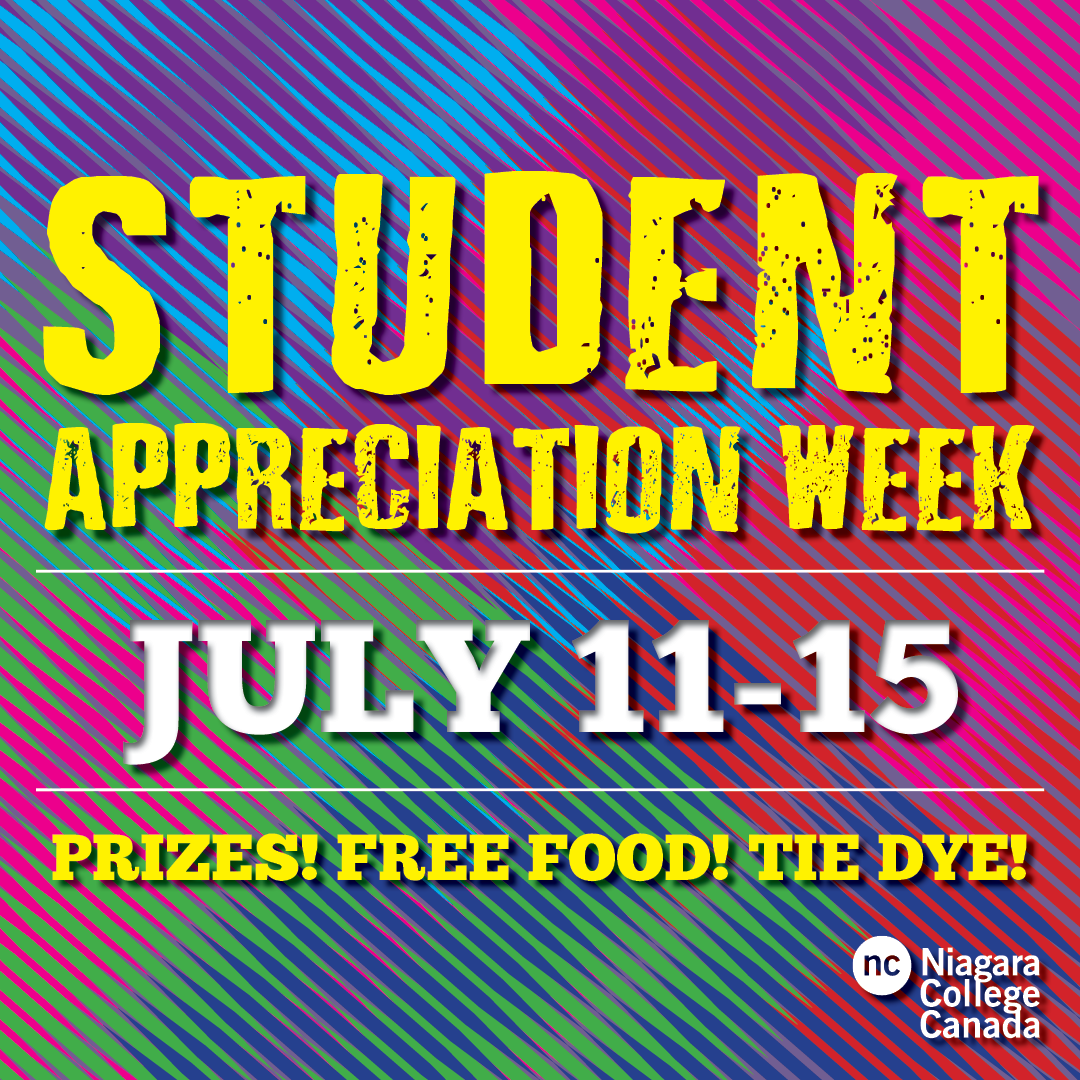 STUDENT
APPRECIATION WEEK
JULY 11-15
PRIZES! FREE FOOD! TIE DYE!
nc Niagara
College
Canada